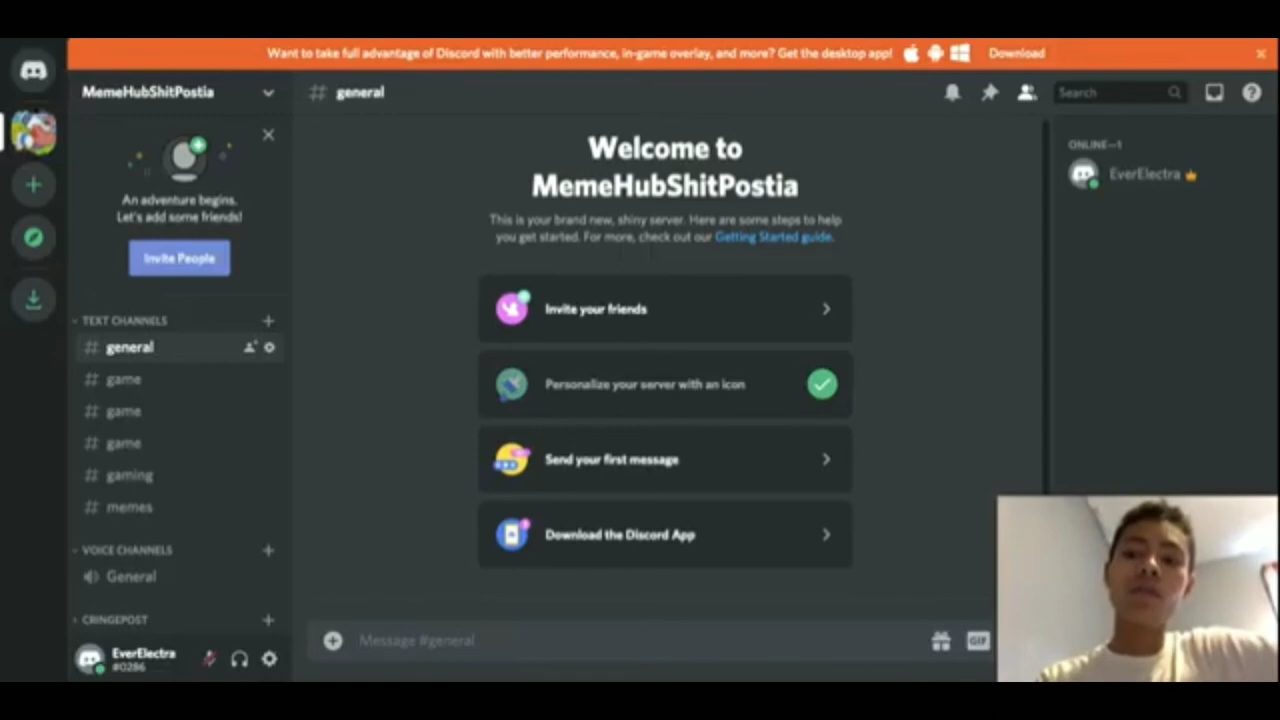 Want to take full advantage of Discord with better performance, in-game overlay, and more? Get the desktop app!
Download
MemeHubShitPostia
general
Search
An adventure begins.
Let's add some friends!
Invite People
TEXT CHANNELS
general
game
game
game
gaming
memes
VOICE CHANNELS
General
CRINGEPOST
EverElectra
#0286
Welcome to
MemeHubShitPostia
This is your brand new, shiny server. Here are some steps to help
you get started. For more, check out our Getting Started guide.
Invite your friends
Personalize your server with an icon
Send your first message
Download the Discord App
Message #general
GIF
ONLINE—1
EverElectra